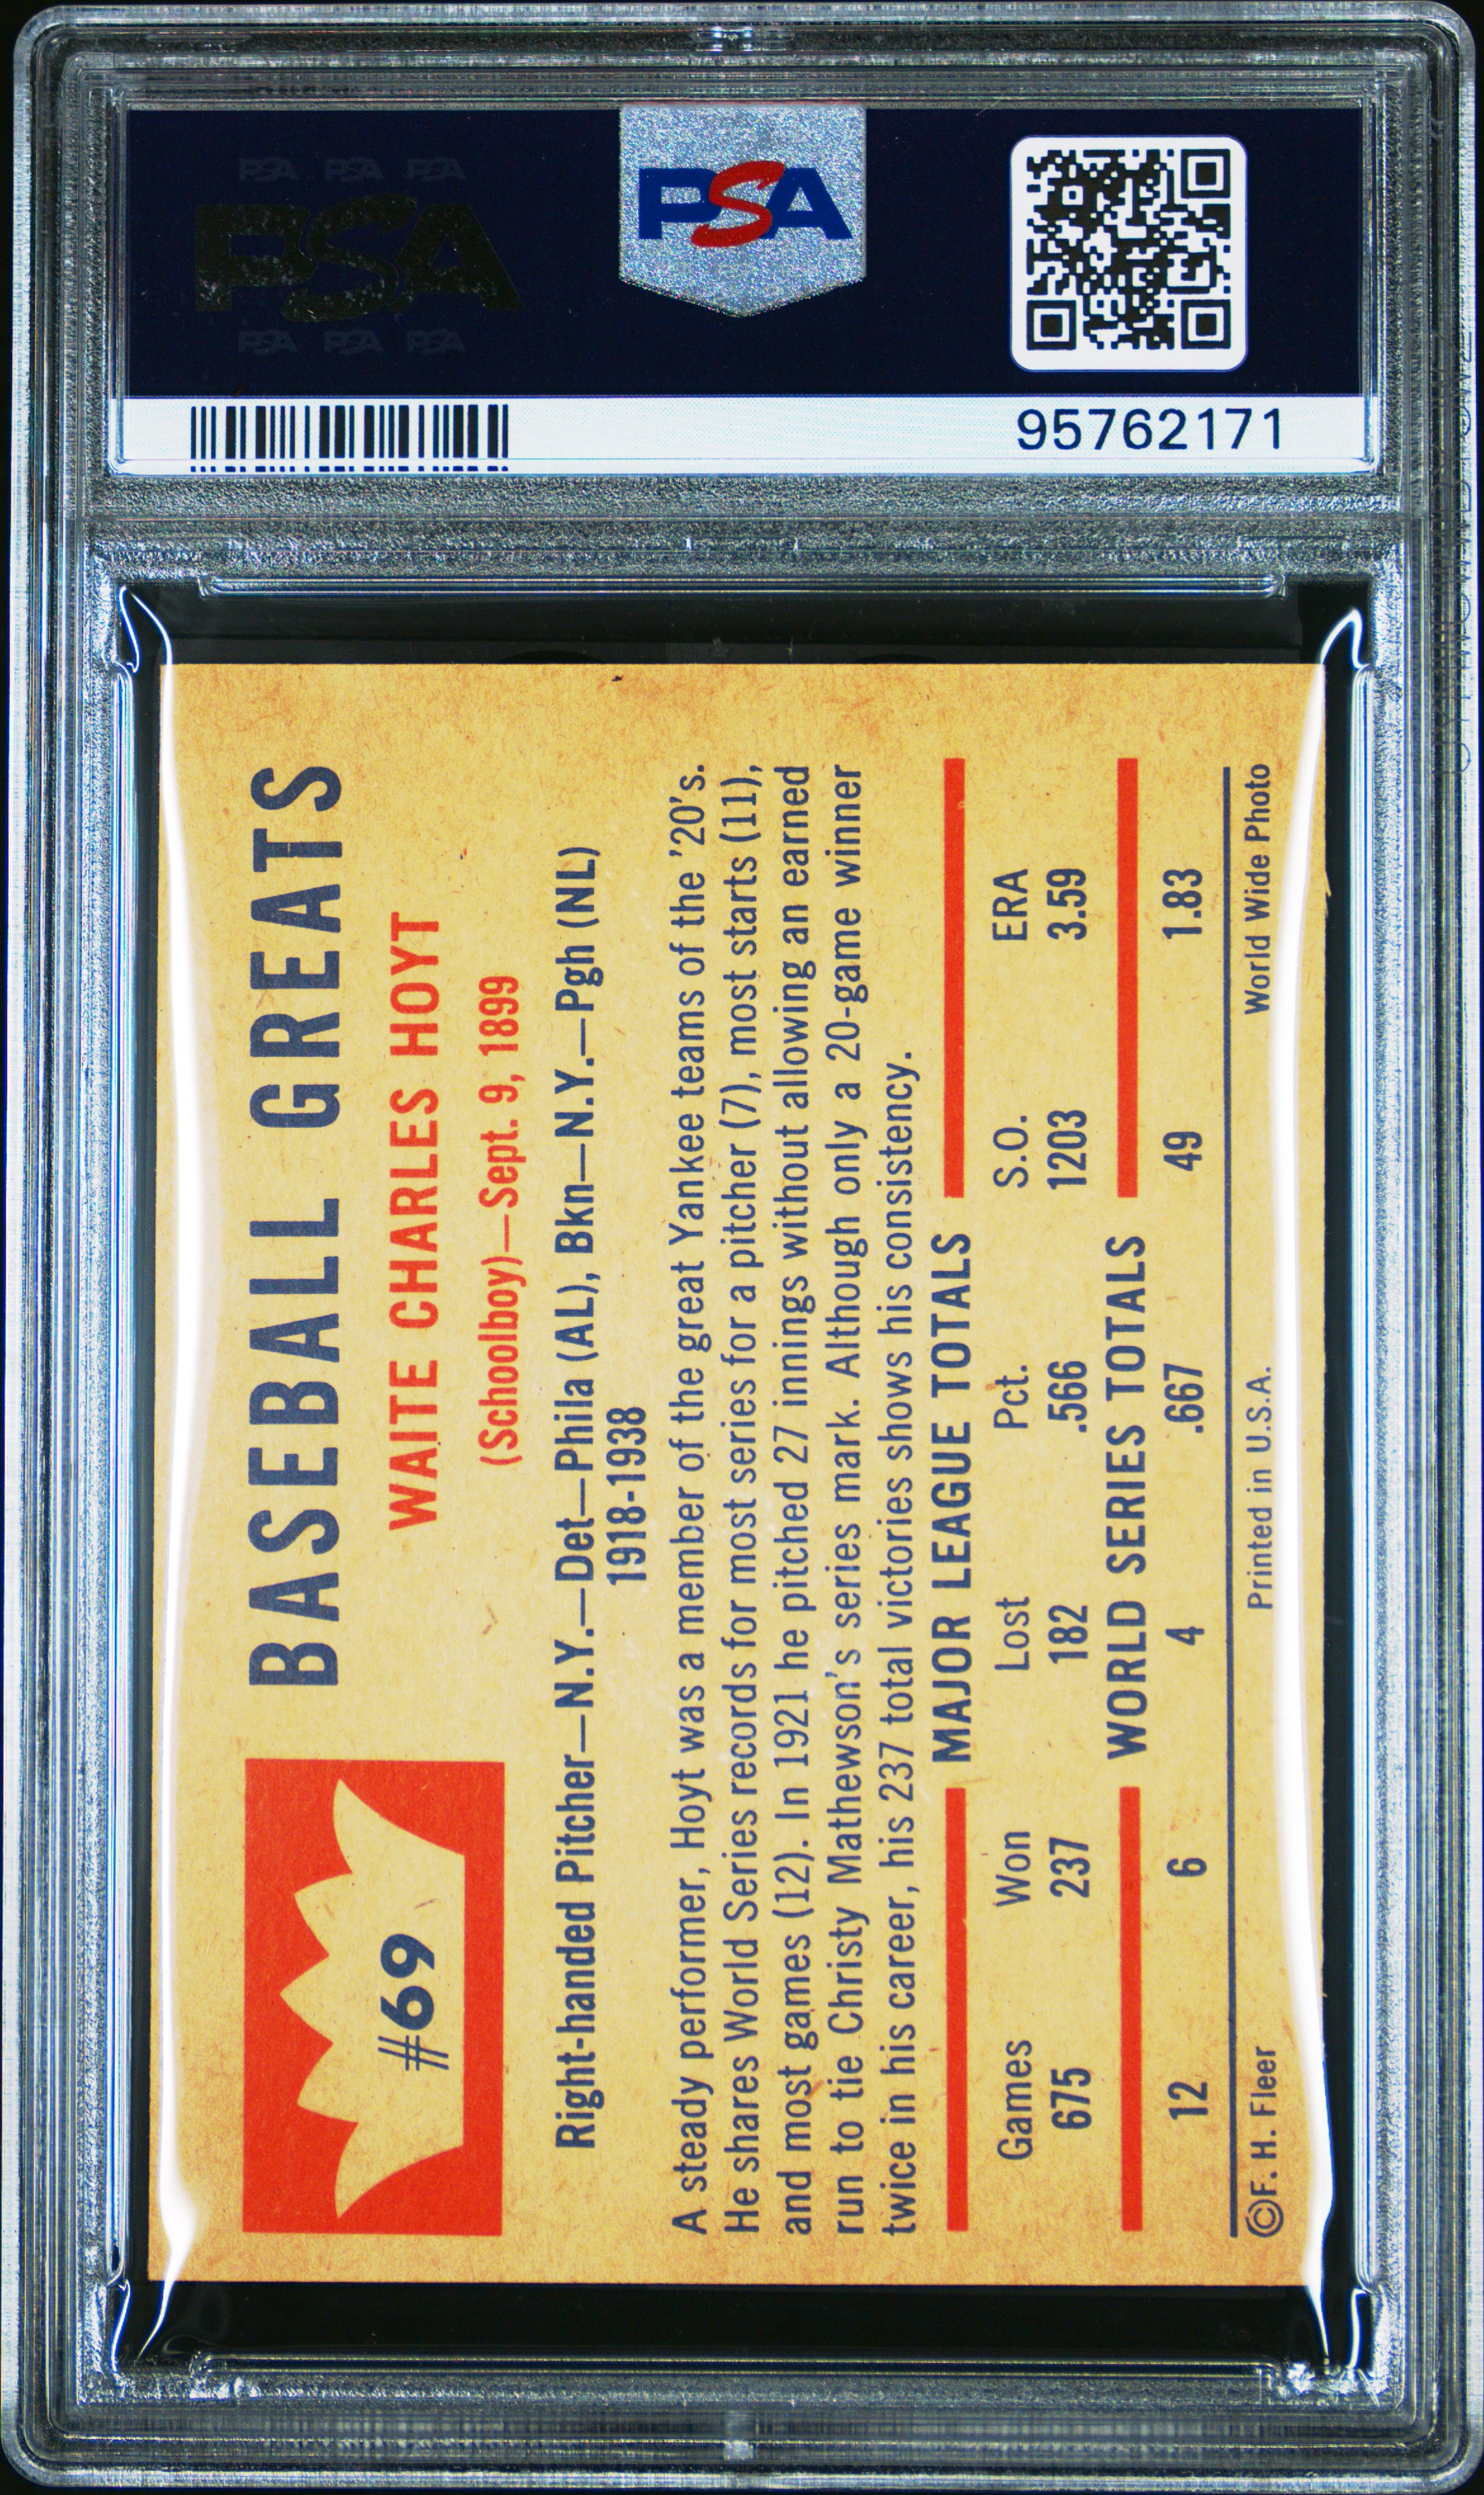 PSA PSA PSA
PSA
PSA PSA PSA
PSA
95762171
BASEBALL GREATS
WAITE CHARLES HOYT
(Schoolboy)—Sept. 9, 1899
#69
Right-handed Pitcher—N.Y.—Det—Phila (AL), Bkn—N.Y.—Pgh (NL)
1918-1938
A steady performer, Hoyt was a member of the great Yankee teams of the '20's.
He shares World Series records for most series for a pitcher (7), most starts (11),
and most games (12). In 1921 he pitched 27 innings without allowing an earned
run to tie Christy Mathewson's series mark. Although only a 20-game winner
twice in his career, his 237 total victories shows his consistency.
MAJOR LEAGUE TOTALS
Games Won Lost Pct. S.O. ERA
675 237 182 .566 1203 3.59
WORLD SERIES TOTALS
12 6 4 .667 49 1.83
©F. H. Fleer Printed in U.S.A. World Wide Photo